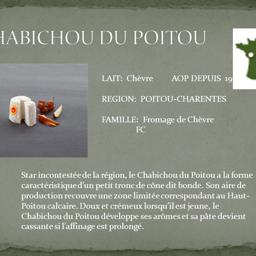 HABICHOU DU POITOU
LAIT: Chèvre AOP DEPUIS 19
REGION: POITOU-CHARENTES
FAMILLE: Fromage de Chèvre
FC
Star incontestée de la région, le Chabichou du Poitou a la forme
caractéristique d'un petit tronc de cône dit bonde. Son aire de
production recouvre une zone limitée correspondant au Haut-
Poitou calcaire. Doux et crémeux lorsqu'il est jeune, le
Chabichou du Poitou développe ses arômes et sa pâte devient
cassante si l'affinage est prolongé.